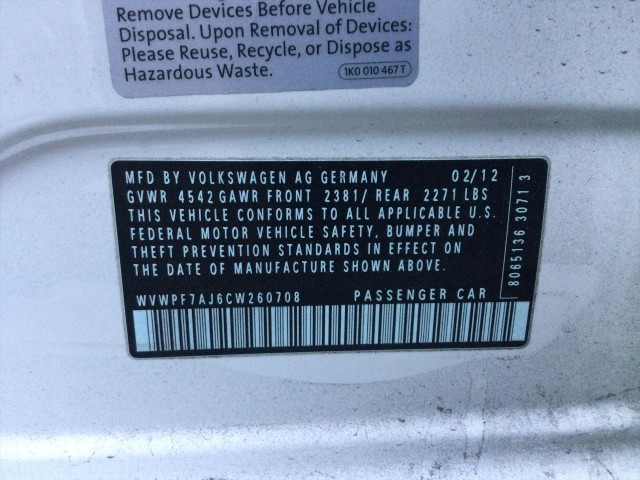 Remove Devices Before Vehicle
Disposal. Upon Removal of Devices:
Please Reuse, Recycle, or Dispose as
Hazardous Waste.
1K0 010 467 T
MFD BY VOLKSWAGEN AG GERMANY 02/12
GVWR 4542 GAWR FRONT 2381/ REAR 2271 LBS
THIS VEHICLE CONFORMS TO ALL APPLICABLE U.S.
FEDERAL MOTOR VEHICLE SAFETY, BUMPER AND
THEFT PREVENTION STANDARDS IN EFFECT ON
THE DATE OF MANUFACTURE SHOWN ABOVE.
WVWPF7AJ6CW260708 PASSENGER CAR
8065136 3071 3